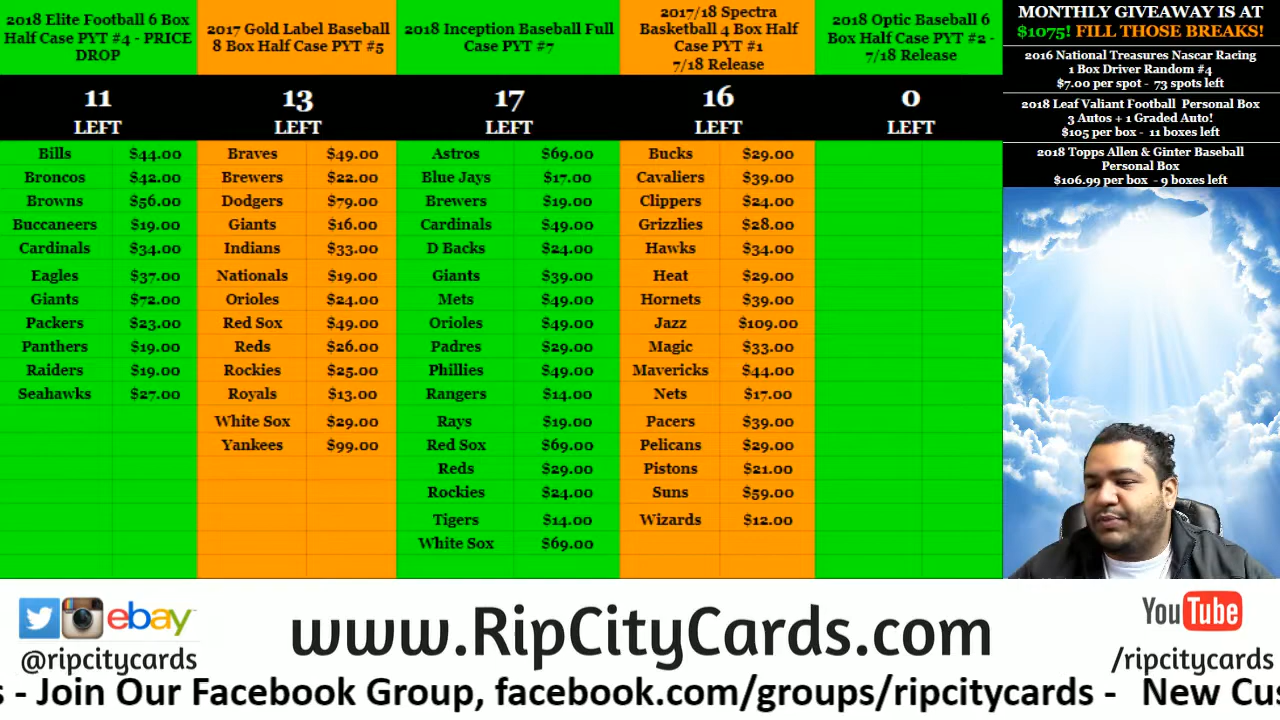 2018 Elite Football 6 Box
Half Case PYT #4 - PRICE
DROP
11
LEFT
Bills $44.00
Broncos $42.00
Browns $56.00
Buccaneers $19.00
Cardinals $34.00
Eagles $37.00
Giants $72.00
Packers $23.00
Panthers $19.00
Raiders $19.00
Seahawks $27.00
2017 Gold Label Baseball
8 Box Half Case PYT #5
13
LEFT
Braves $49.00
Brewers $22.00
Dodgers $79.00
Giants $16.00
Indians $33.00
Nationals $19.00
Orioles $24.00
Red Sox $49.00
Reds $26.00
Rockies $25.00
Royals $13.00
White Sox $29.00
Yankees $99.00
2018 Inception Baseball Full
Case PYT #7
17
LEFT
Astros $69.00
Blue Jays $17.00
Brewers $19.00
Cardinals $49.00
D Backs $24.00
Giants $39.00
Mets $49.00
Orioles $49.00
Padres $29.00
Phillies $49.00
Rangers $14.00
Rays $19.00
Red Sox $69.00
Reds $29.00
Rockies $24.00
Tigers $14.00
White Sox $69.00
2017/18 Spectra
Basketball 4 Box Half
Case PYT #1
7/18 Release
16
LEFT
Bucks $29.00
Cavaliers $39.00
Clippers $24.00
Grizzlies $28.00
Hawks $34.00
Heat $29.00
Hornets $39.00
Jazz $109.00
Magic $33.00
Mavericks $44.00
Nets $17.00
Pacers $39.00
Pelicans $29.00
Pistons $21.00
Suns $59.00
Wizards $12.00
2018 Optic Baseball 6
Box Half Case PYT #2 -
7/18 Release
0
LEFT
MONTHLY GIVEAWAY IS AT
$1075! FILL THOSE BREAKS!
2016 National Treasures Nascar Racing
1 Box Driver Random #4
$7.00 per spot - 73 spots left
2018 Leaf Valiant Football Personal Box
3 Autos + 1 Graded Auto!
$105 per box - 11 boxes left
2018 Topps Allen & Ginter Baseball
Personal Box
$106.99 per box - 9 boxes left
ebay
@ripcitycards
www.RipCityCards.com
YouTube
/ripcitycards
s - Join Our Facebook Group, facebook.com/groups/ripcitycards - New Cus